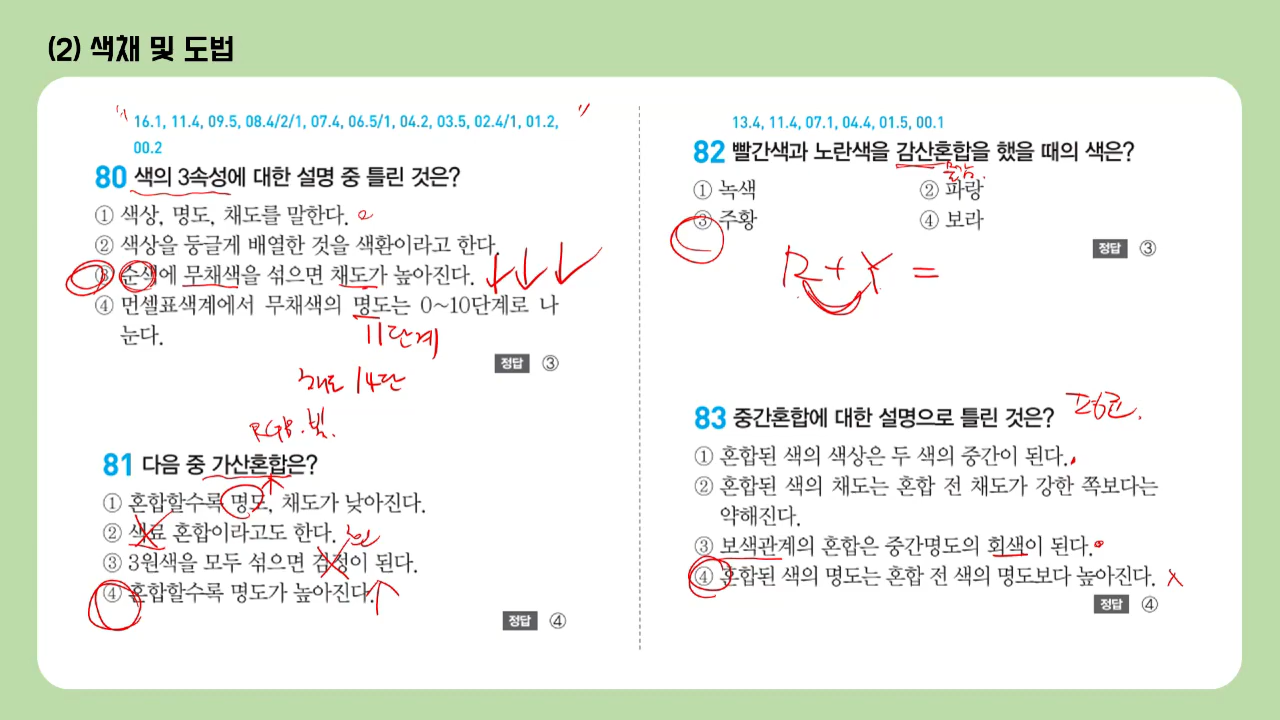 (2) 색채 및 도법
16.1, 11.4, 09.5, 08.4/2/1, 07.4, 06.5/1, 04.2, 03.5, 02.4/1, 01.2,
00.2
80 색의 3속성에 대한 설명 중 틀린 것은?
① 색상, 명도, 채도를 말한다.
② 색상을 둥글게 배열한 것을 색환이라고 한다.
③ 순색에 무채색을 섞으면 채도가 높아진다.
④ 먼셀표색계에서 무채색의 명도는 0~10단계로 나
눈다.
11단계
정답 ③
채도 14단
RGB. 빛.
81 다음 중 가산혼합은?
① 혼합할수록 명도, 채도가 낮아진다.
② 색료 혼합이라고도 한다.
③ 3원색을 모두 섞으면 검정이 된다.
④ 혼합할수록 명도가 높아진다.
정답 ④
13.4, 11.4, 07.1, 04.4, 01.5, 00.1
82 빨간색과 노란색을 감산혼합을 했을 때의 색은?
물감.
① 녹색 ② 파랑
③ 주황 ④ 보라
정답 ③
R + Y =
83 중간혼합에 대한 설명으로 틀린 것은?
평균.
① 혼합된 색의 색상은 두 색의 중간이 된다.
② 혼합된 색의 채도는 혼합 전 채도가 강한 쪽보다는
약해진다.
③ 보색관계의 혼합은 중간명도의 회색이 된다.
④ 혼합된 색의 명도는 혼합 전 색의 명도보다 높아진다.
정답 ④